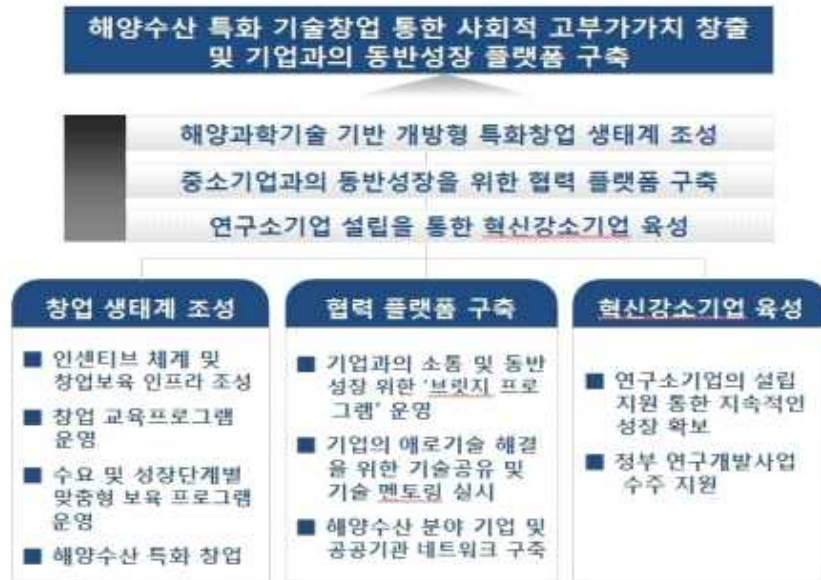 해양수산 특화 기술창업 통한 사회적 고부가가치 창출
및 기업과의 동반성장 플랫폼 구축
해양과학기술 기반 개방형 특화창업 생태계 조성
중소기업과의 동반성장을 위한 협력 플랫폼 구축
연구소기업 설립을 통한 혁신강소기업 육성
창업 생태계 조성
■ 인센티브 체계 및
창업보육 인프라 조성
■ 창업 교육프로그램
운영
■ 수요 및 성장단계별
맞춤형 보육 프로그램
운영
■ 해양수산 특화 창업
협력 플랫폼 구축
■ 기업과의 소통 및 동반
성장 위한 '브릿지 프로
그램' 운영
■ 기업의 애로기술 해결
을 위한 기술공유 및
기술 멘토링 실시
■ 해양수산 분야 기업 및
공공기관 네트워크 구축
혁신강소기업 육성
■ 연구소기업의 설립
지원 통한 지속적인
성장 확보
■ 정부 연구개발사업
수주 지원